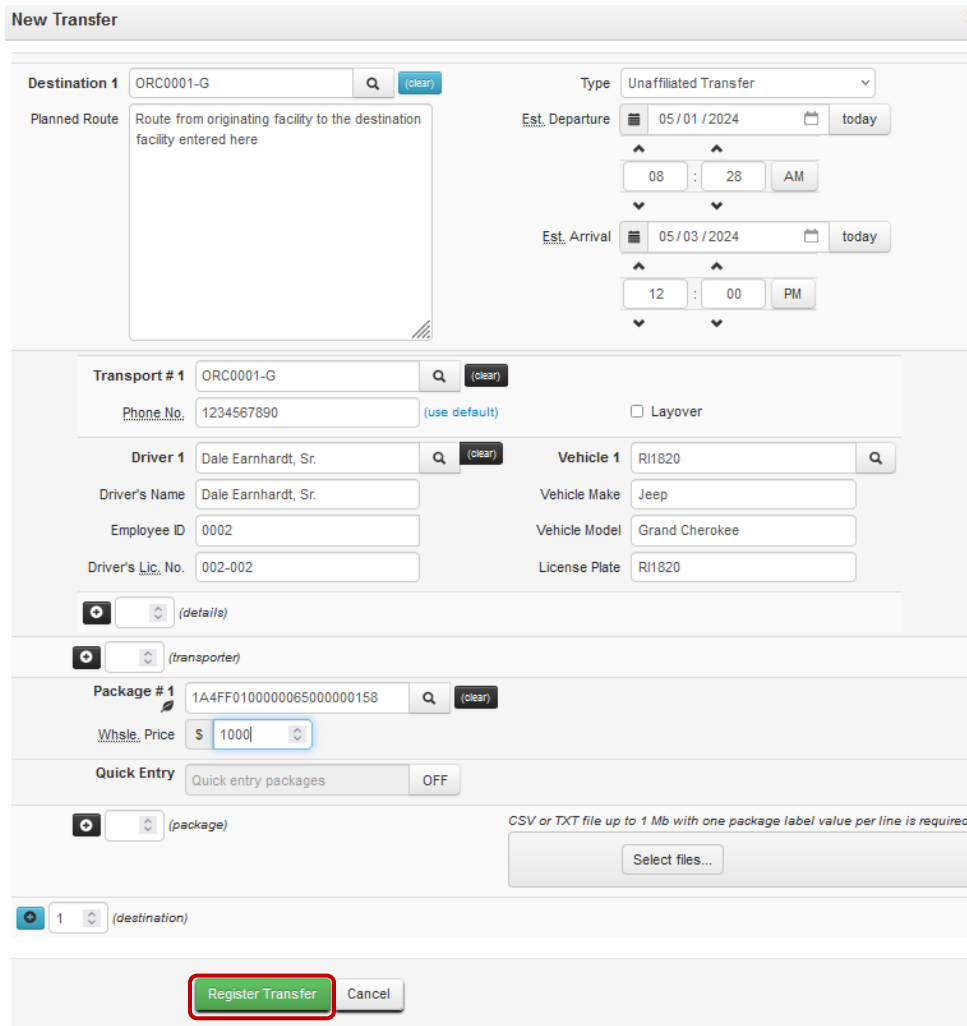 New Transfer
Destination 1 ORC0001-G (clear) Type Unaffiliated Transfer
Planned Route Route from originating facility to the destination
facility entered here
Est. Departure 05/01/2024 today
08 : 28 AM
Est. Arrival 05/03/2024 today
12 : 00 PM
Transport # 1 ORC0001-G (clear)
Phone No. 1234567890 (use default) Layover
Driver 1 Dale Earnhardt, Sr. (clear) Vehicle 1 RI1820
Driver's Name Dale Earnhardt, Sr. Vehicle Make Jeep
Employee ID 0002 Vehicle Model Grand Cherokee
Driver's Lic. No. 002-002 License Plate RI1820
(details)
(transporter)
Package # 1 1A4FF0100000065000000158 (clear)
Whsle. Price $ 1000
Quick Entry Quick entry packages OFF
(package) CSV or TXT file up to 1 Mb with one package label value per line is required
Select files...
1 (destination)
Register Transfer Cancel